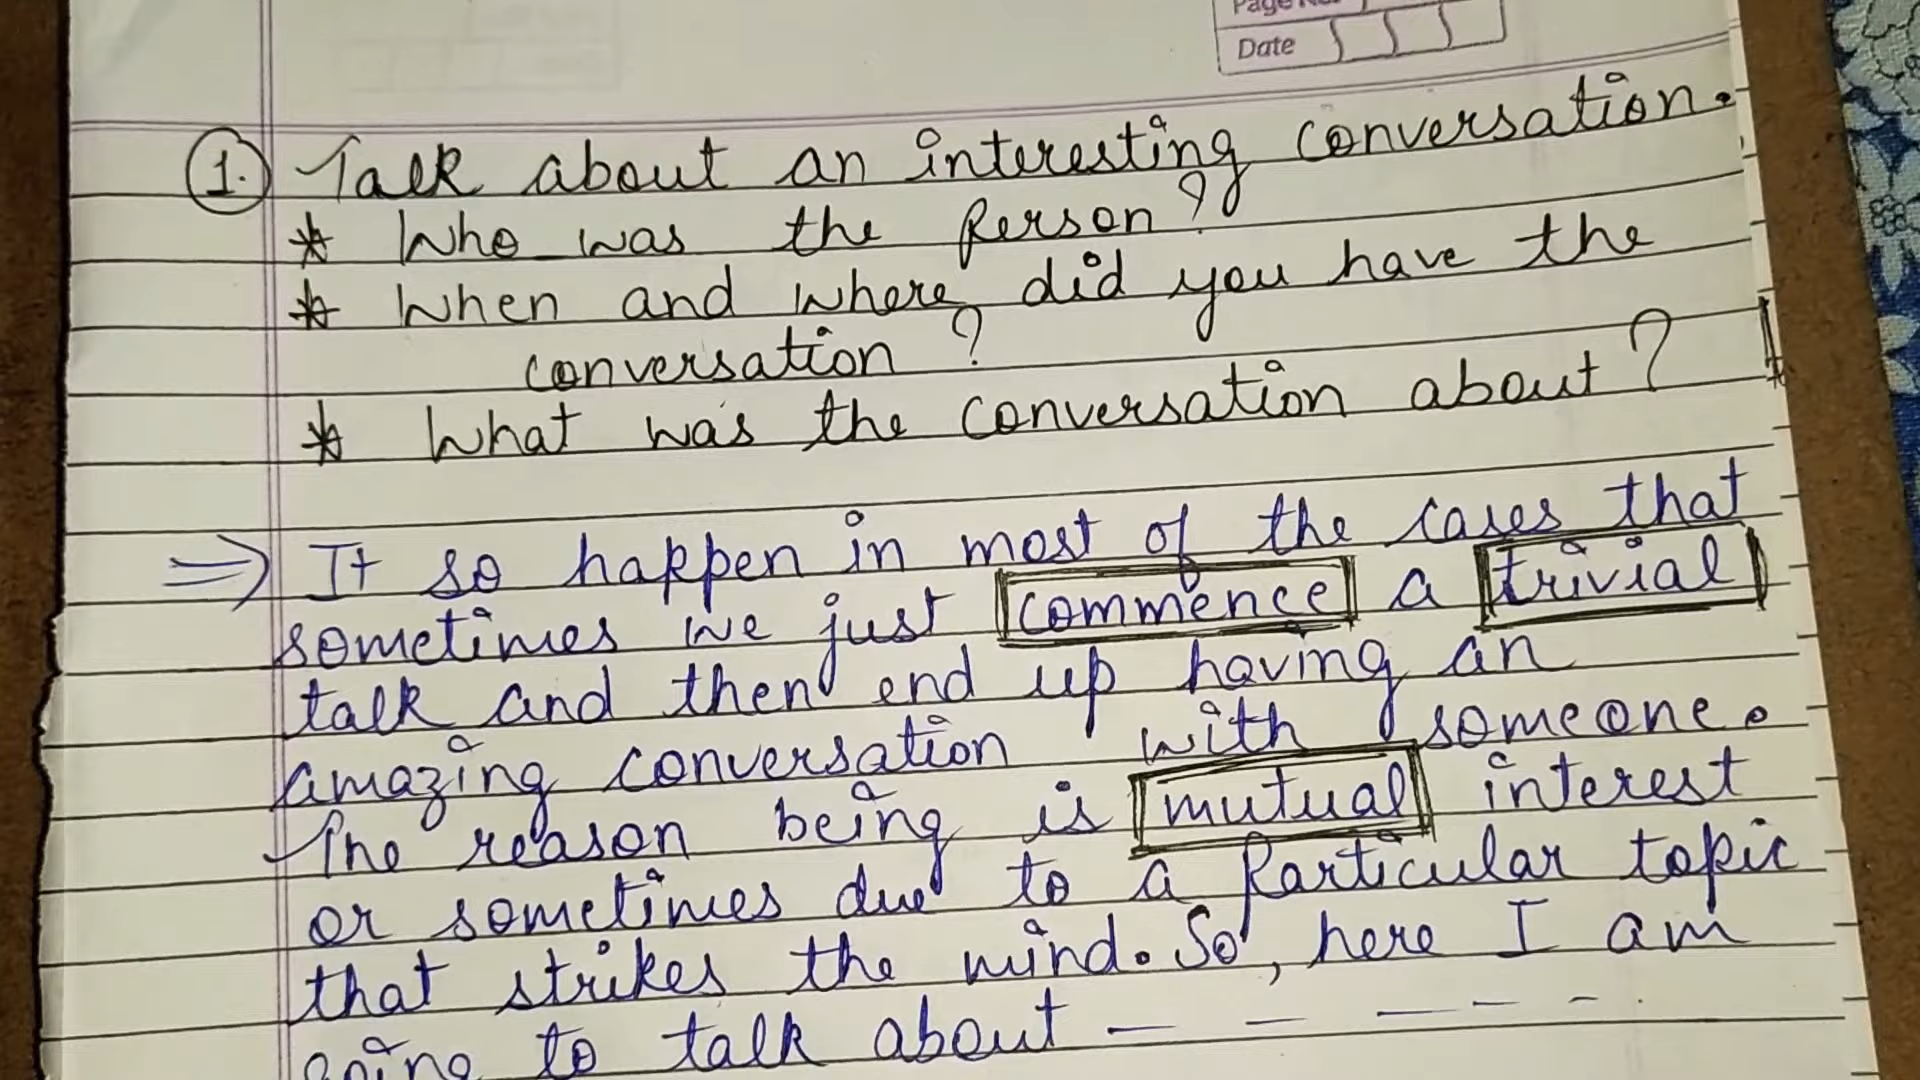 Page No.
Date
1. Talk about an interesting conversation.
* Who was the Person?
* When and where did you have the
conversation?
* What was the conversation about?
⇒ It so happen in most of the cases that
sometimes we just commence a trivial
talk and then end up having an
amazing conversation with someone.
The reason being is mutual interest
or sometimes due to a Particular topic
that strikes the mind. So, here I am
going to talk about — — — — - .